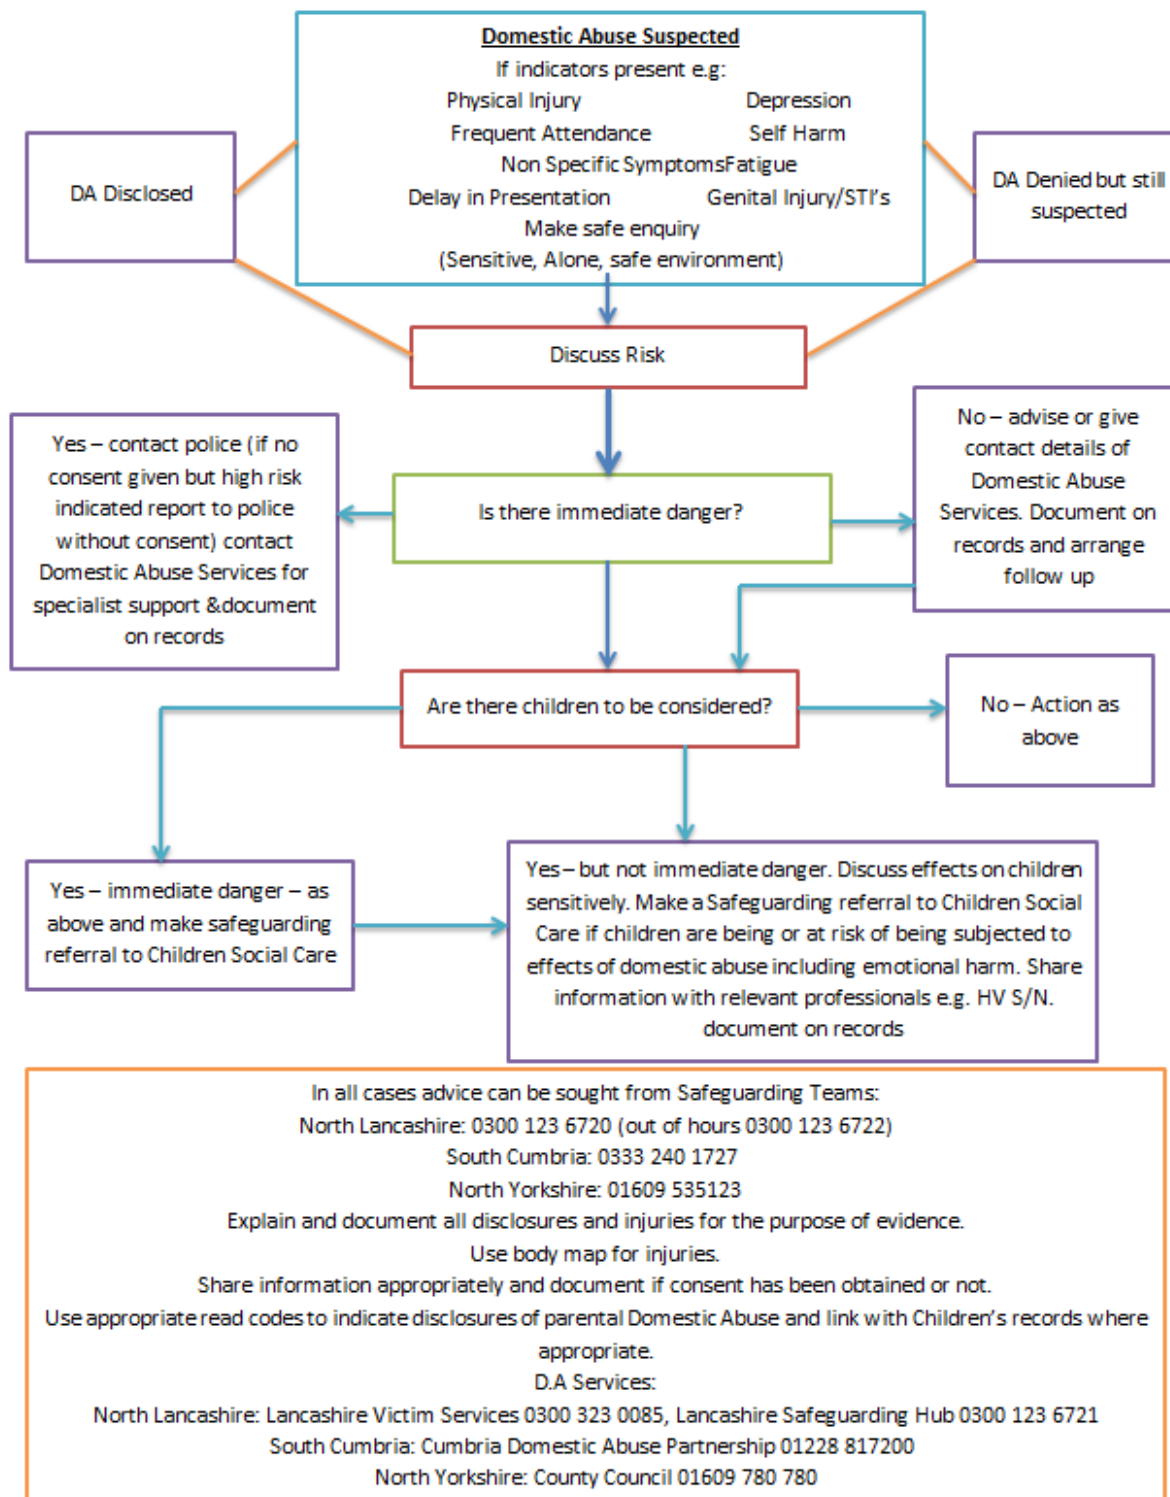 Domestic Abuse Suspected
If indicators present e.g:
Physical Injury Depression
Frequent Attendance Self Harm
Non Specific SymptomsFatigue
Delay in Presentation Genital Injury/STI's
Make safe enquiry
(Sensitive, Alone, safe environment)
DA Disclosed
DA Denied but still
suspected
Discuss Risk
Yes – contact police (if no
consent given but high risk
indicated report to police
without consent) contact
Domestic Abuse Services for
specialist support &document
on records
Is there immediate danger?
No – advise or give
contact details of
Domestic Abuse
Services. Document on
records and arrange
follow up
Are there children to be considered?
No – Action as
above
Yes – immediate danger – as
above and make safeguarding
referral to Children Social Care
Yes – but not immediate danger. Discuss effects on children
sensitively. Make a Safeguarding referral to Children Social
Care if children are being or at risk of being subjected to
effects of domestic abuse including emotional harm. Share
information with relevant professionals e.g. HV S/N.
document on records
In all cases advice can be sought from Safeguarding Teams:
North Lancashire: 0300 123 6720 (out of hours 0300 123 6722)
South Cumbria: 0333 240 1727
North Yorkshire: 01609 535123
Explain and document all disclosures and injuries for the purpose of evidence.
Use body map for injuries.
Share information appropriately and document if consent has been obtained or not.
Use appropriate read codes to indicate disclosures of parental Domestic Abuse and link with Children's records where
appropriate.
D.A Services:
North Lancashire: Lancashire Victim Services 0300 323 0085, Lancashire Safeguarding Hub 0300 123 6721
South Cumbria: Cumbria Domestic Abuse Partnership 01228 817200
North Yorkshire: County Council 01609 780 780